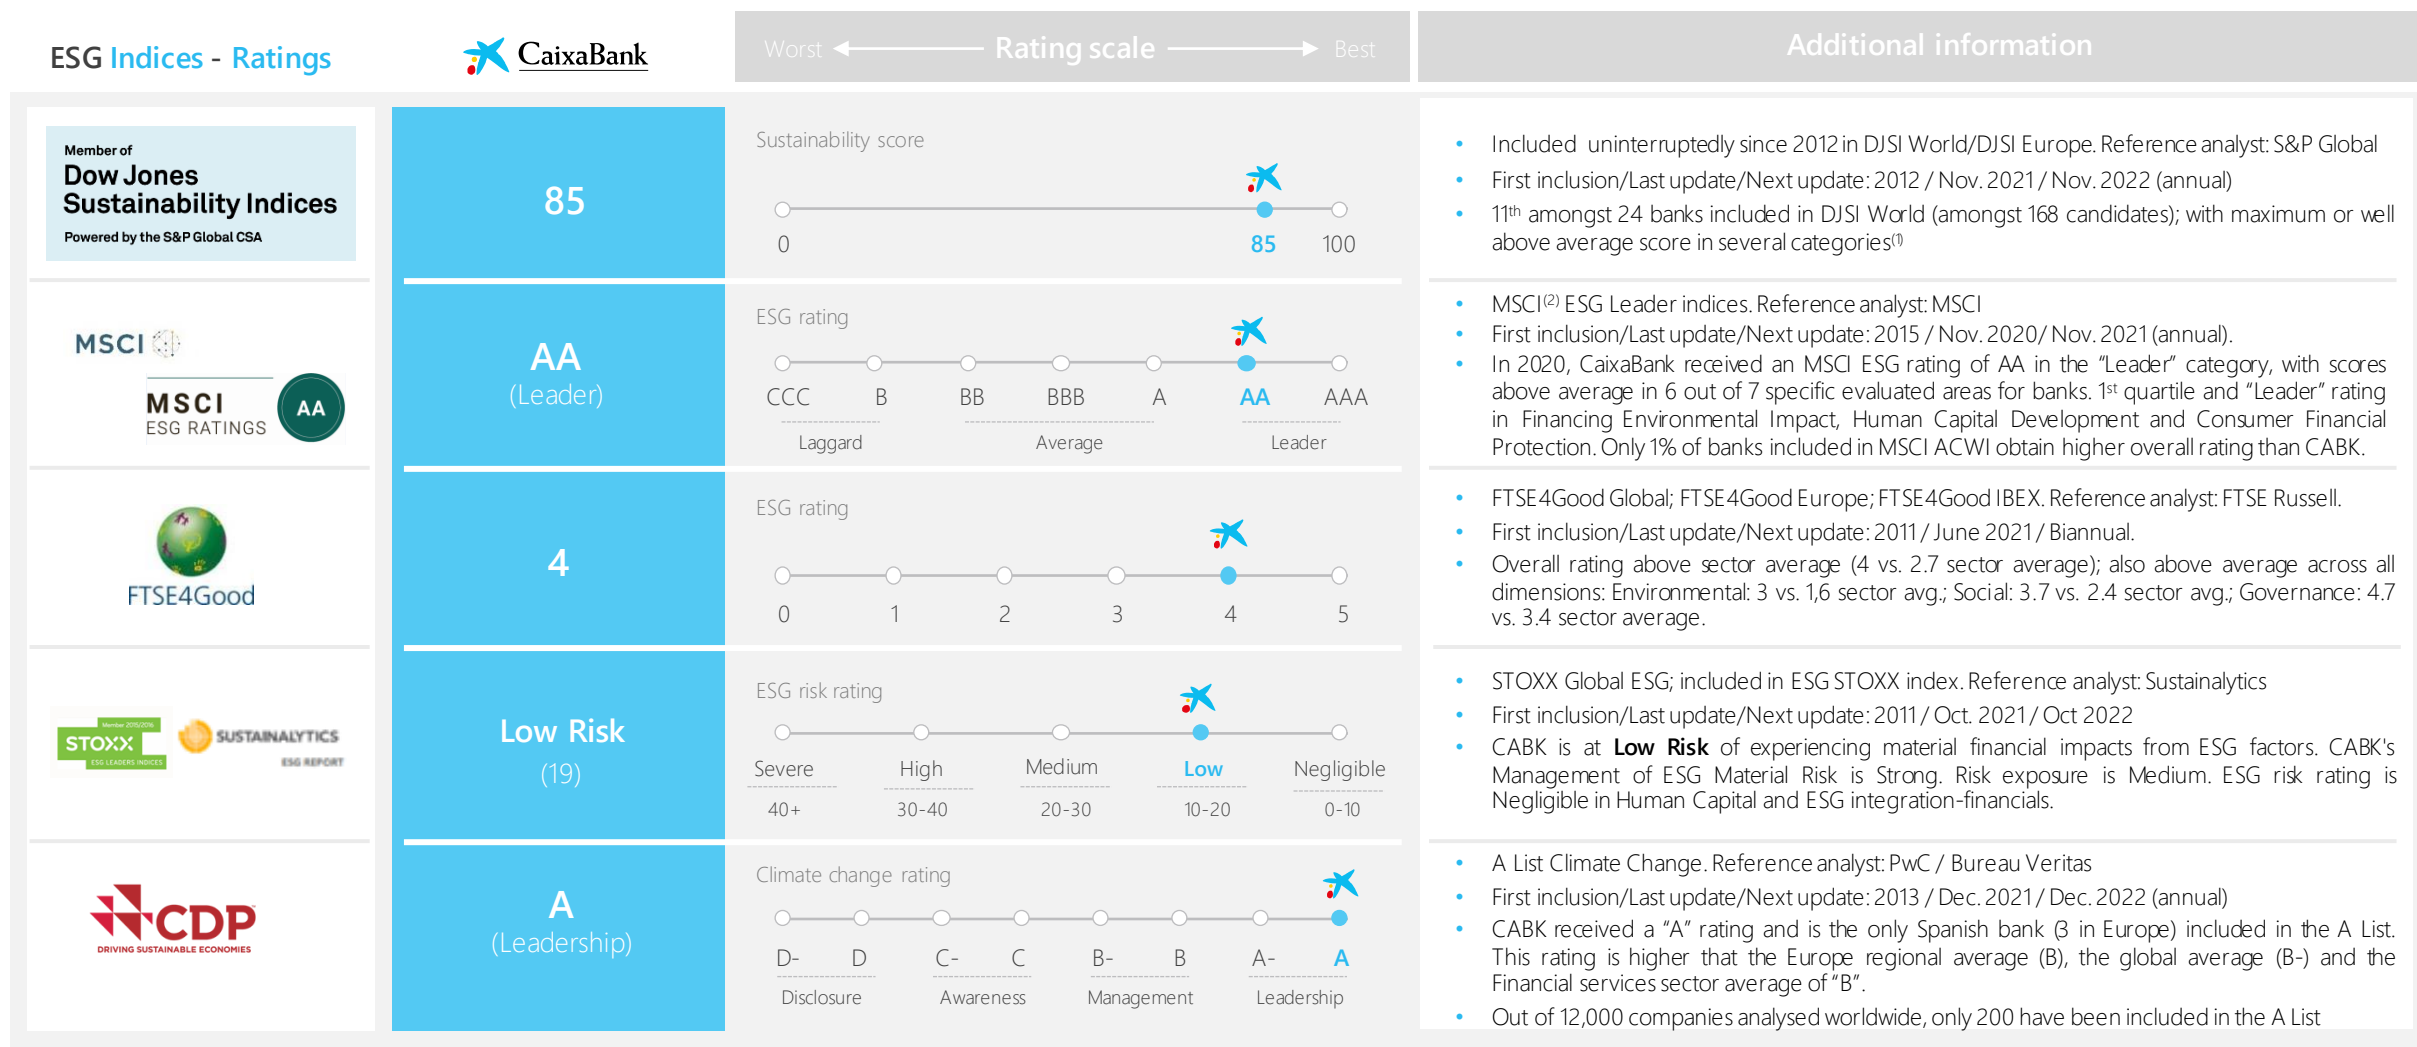 ESG Indices - Ratings
CaixaBank
Worst Rating scale Best
Additional information
Member of
Dow Jones
Sustainability Indices
Powered by the S&P Global CSA
85
Sustainability score
0 85 100
• Included uninterruptedly since 2012 in DJSI World/DJSI Europe. Reference analyst: S&P Global
• First inclusion/Last update/Next update: 2012 / Nov. 2021 / Nov. 2022 (annual)
• 11th amongst 24 banks included in DJSI World (amongst 168 candidates); with maximum or well
above average score in several categories(1)
MSCI
MSCI
ESG RATINGS
AA
AA
(Leader)
ESG rating
CCC B BB BBB A AA AAA
Laggard Average Leader
• MSCI(2) ESG Leader indices. Reference analyst: MSCI
• First inclusion/Last update/Next update: 2015 / Nov. 2020/ Nov. 2021 (annual).
• In 2020, CaixaBank received an MSCI ESG rating of AA in the “Leader” category, with scores
above average in 6 out of 7 specific evaluated areas for banks. 1st quartile and “Leader” rating
in Financing Environmental Impact, Human Capital Development and Consumer Financial
Protection. Only 1% of banks included in MSCI ACWI obtain higher overall rating than CABK.
FTSE4Good
4
ESG rating
0 1 2 3 4 5
• FTSE4Good Global; FTSE4Good Europe; FTSE4Good IBEX. Reference analyst: FTSE Russell.
• First inclusion/Last update/Next update: 2011 / June 2021 / Biannual.
• Overall rating above sector average (4 vs. 2.7 sector average); also above average across all
dimensions: Environmental: 3 vs. 1,6 sector avg.; Social: 3.7 vs. 2.4 sector avg.; Governance: 4.7
vs. 3.4 sector average.
Member 2015/2016
STOXX
ESG LEADERS INDICES
SUSTAINALYTICS
ESG REPORT
Low Risk
(19)
ESG risk rating
Severe High Medium Low Negligible
40+ 30-40 20-30 10-20 0-10
• STOXX Global ESG; included in ESG STOXX index. Reference analyst: Sustainalytics
• First inclusion/Last update/Next update: 2011 / Oct. 2021 / Oct 2022
• CABK is at Low Risk of experiencing material financial impacts from ESG factors. CABK's
Management of ESG Material Risk is Strong. Risk exposure is Medium. ESG risk rating is
Negligible in Human Capital and ESG integration-financials.
CDP
DRIVING SUSTAINABLE ECONOMIES
A
(Leadership)
Climate change rating
D- D C- C B- B A- A
Disclosure Awareness Management Leadership
• A List Climate Change. Reference analyst: PwC / Bureau Veritas
• First inclusion/Last update/Next update: 2013 / Dec. 2021 / Dec. 2022 (annual)
• CABK received a “A” rating and is the only Spanish bank (3 in Europe) included in the A List.
This rating is higher that the Europe regional average (B), the global average (B-) and the
Financial services sector average of “B”.
• Out of 12,000 companies analysed worldwide, only 200 have been included in the A List